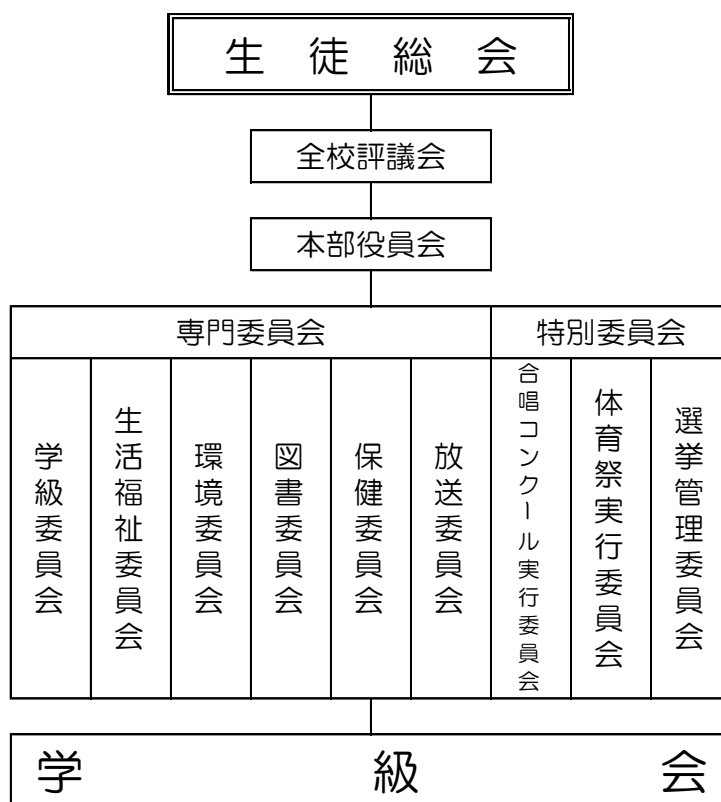 生徒総会
全校評議会
本部役員会
専門委員会
特別委員会
学級委員会
生活福祉委員会
環境委員会
図書委員会
保健委員会
放送委員会
合唱コンクール実行委員会
体育祭実行委員会
選挙管理委員会
学級会